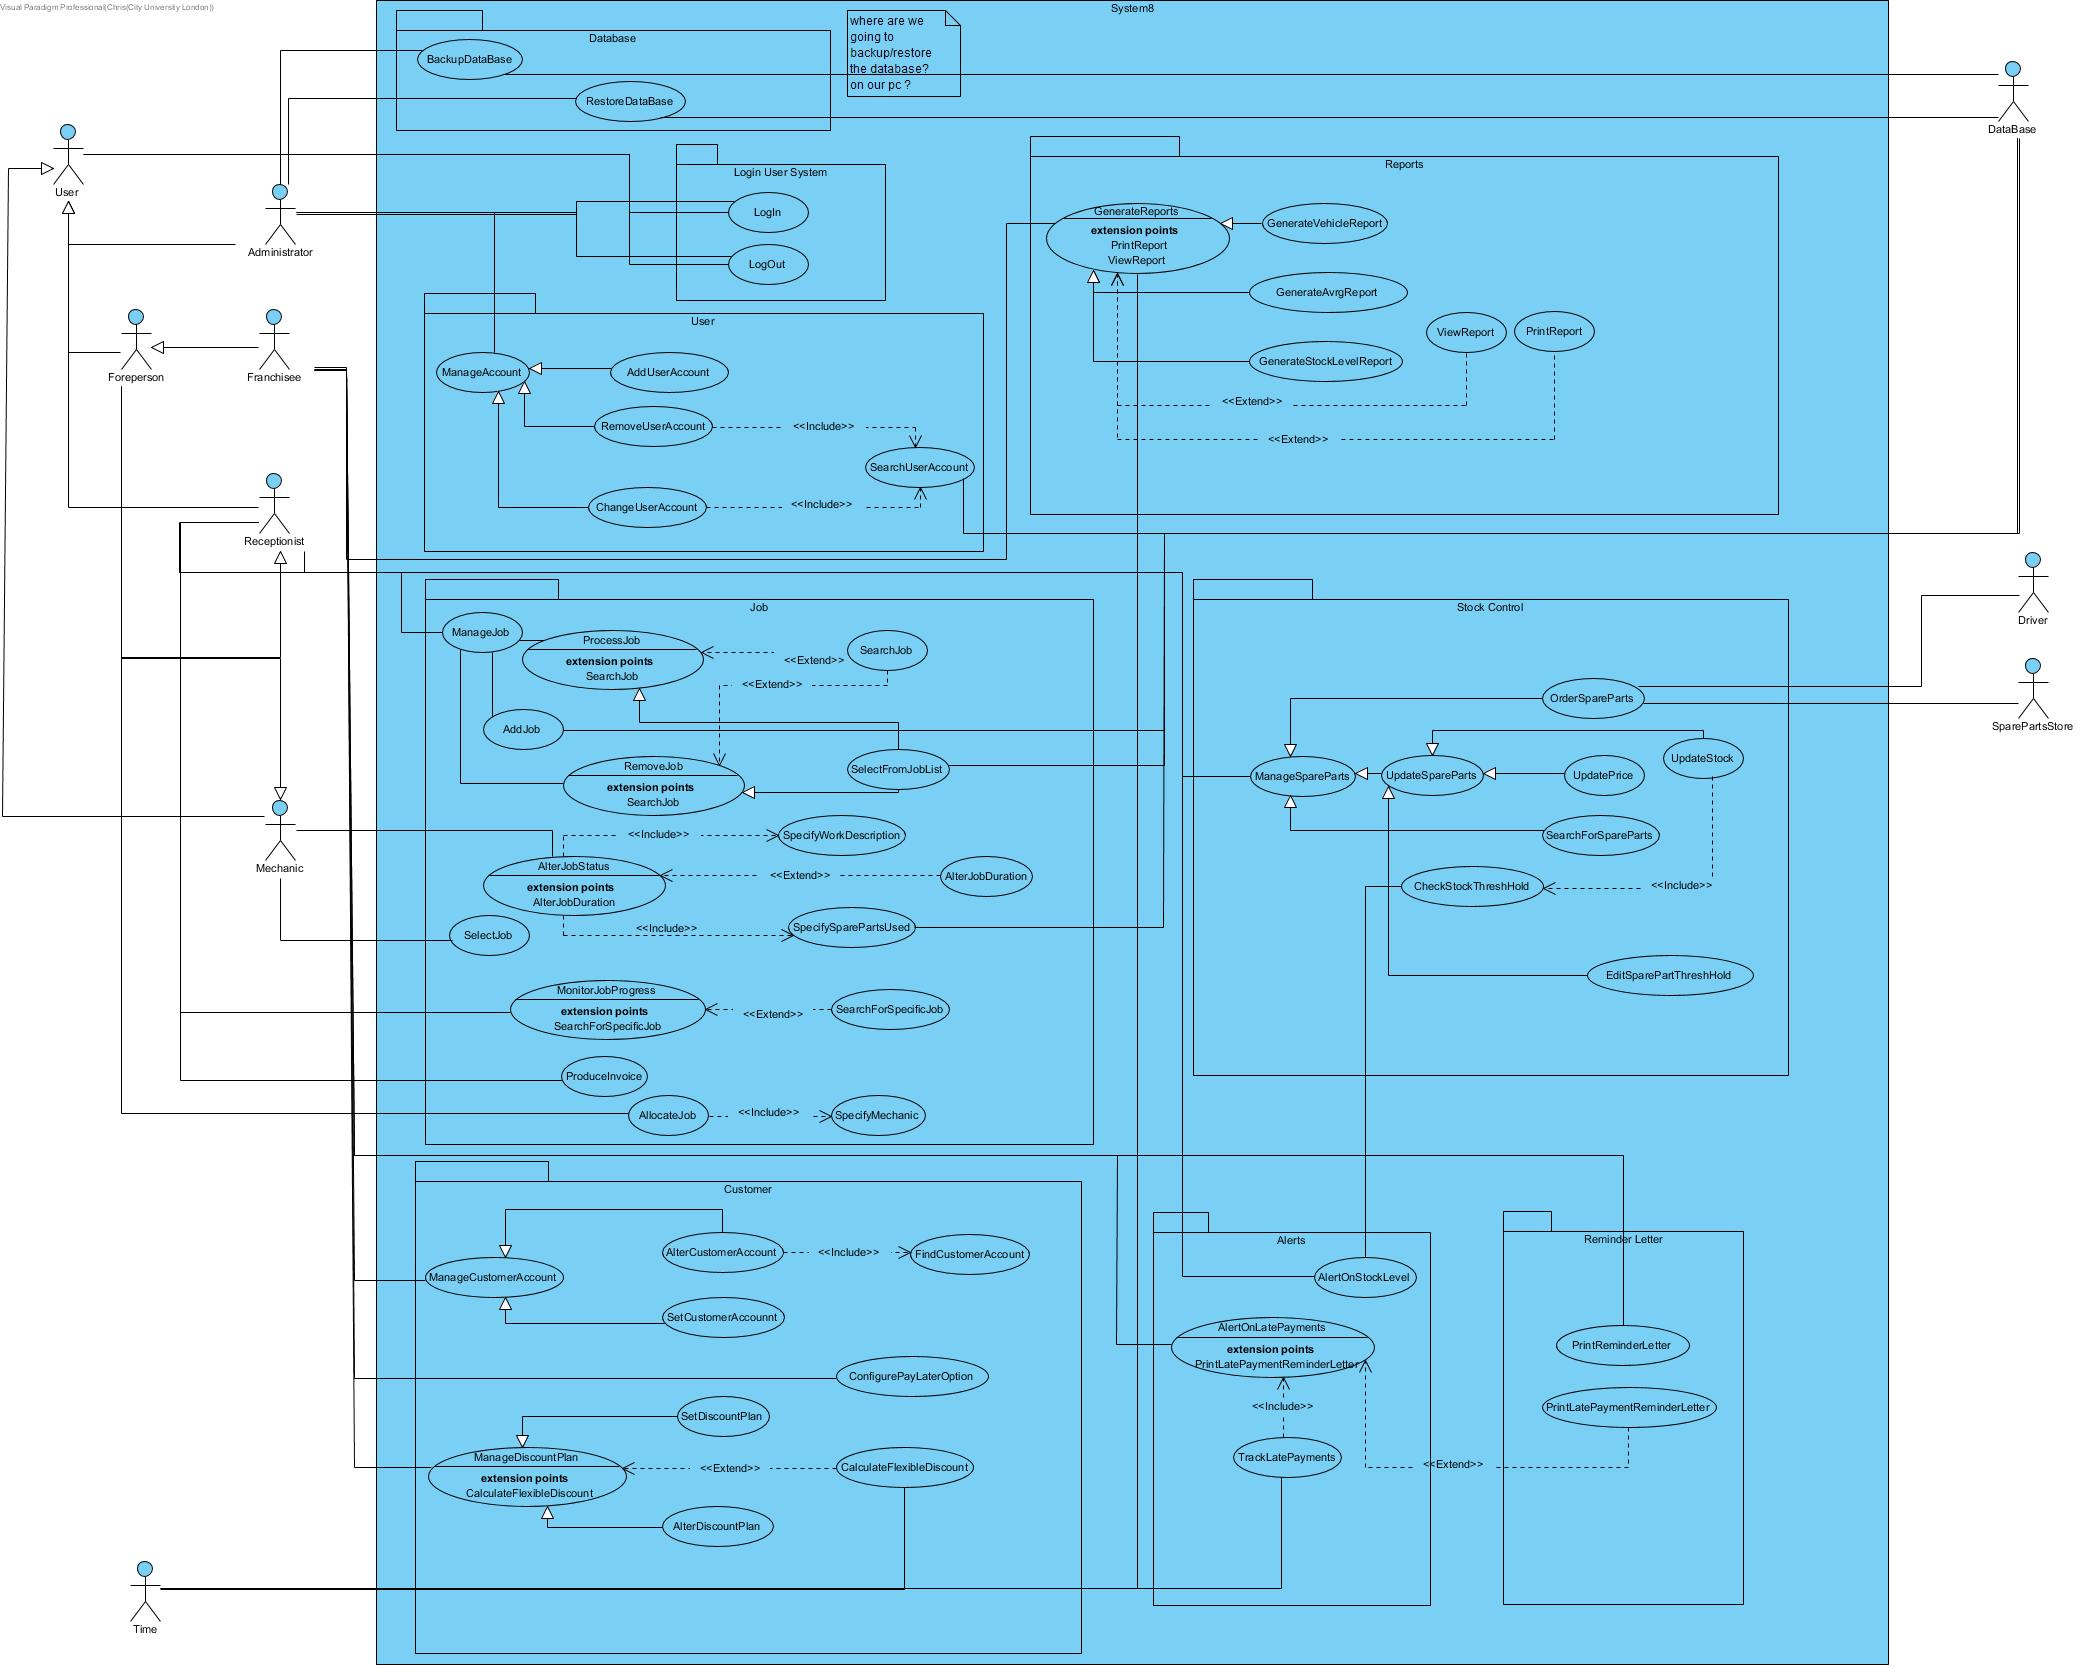 Visual Paradigm Professional(Chris(City University London))
System8
where are we
going to
backup/restore
the database?
on our pc ?
Database
BackupDataBase
RestoreDataBase
DataBase
User
Administrator
Login User System
LogIn
LogOut
Reports
GenerateReports
extension points
PrintReport
ViewReport
GenerateVehicleReport
GenerateAvrgReport
ViewReport
PrintReport
GenerateStockLevelReport
<<Extend>>
<<Extend>>
Foreperson
Franchisee
User
ManageAccount
AddUserAccount
RemoveUserAccount
<<Include>>
SearchUserAccount
ChangeUserAccount
<<Include>>
Receptionist
Driver
SparePartsStore
Job
ManageJob
ProcessJob
extension points
SearchJob
<<Extend>>
SearchJob
<<Extend>>
AddJob
RemoveJob
extension points
SearchJob
SelectFromJobList
<<Include>>
SpecifyWorkDescription
AlterJobStatus
extension points
AlterJobDuration
<<Extend>>
AlterJobDuration
SelectJob
<<Include>>
SpecifySparePartsUsed
MonitorJobProgress
extension points
SearchForSpecificJob
<<Extend>>
SearchForSpecificJob
ProduceInvoice
AllocateJob
<<Include>>
SpecifyMechanic
Mechanic
Stock Control
OrderSpareParts
ManageSpareParts
UpdateSpareParts
UpdatePrice
UpdateStock
SearchForSpareParts
CheckStockThreshHold
<<Include>>
EditSparePartThreshHold
Customer
AlterCustomerAccount
<<Include>>
FindCustomerAccount
ManageCustomerAccount
SetCustomerAccounnt
ConfigurePayLaterOption
SetDiscountPlan
ManageDiscountPlan
extension points
CalculateFlexibleDiscount
<<Extend>>
CalculateFlexibleDiscount
AlterDiscountPlan
Alerts
AlertOnStockLevel
AlertOnLatePayments
extension points
PrintLatePaymentReminderLetter
<<Include>>
TrackLatePayments
<<Extend>>
Reminder Letter
PrintReminderLetter
PrintLatePaymentReminderLetter
Time